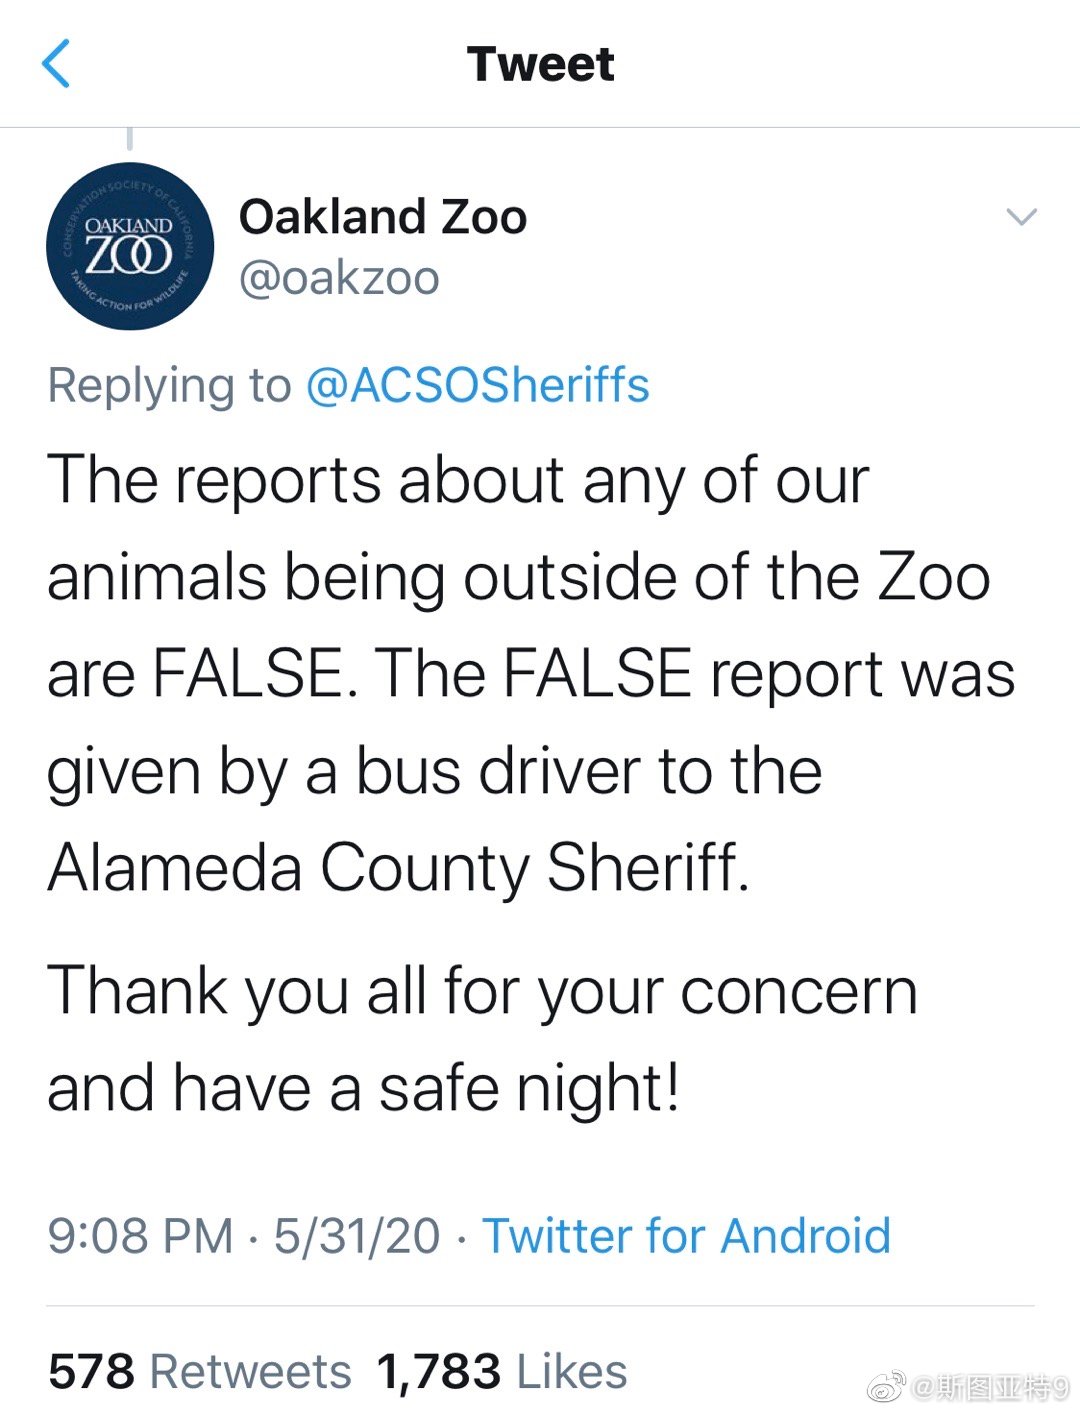 Tweet
CONSERVATION SOCIETY OF CALIFORNIA
OAKLAND
ZOO
TAKING ACTION FOR WILDLIFE
Oakland Zoo
@oakzoo
Replying to @ACSOSheriffs
The reports about any of our
animals being outside of the Zoo
are FALSE. The FALSE report was
given by a bus driver to the
Alameda County Sheriff.
Thank you all for your concern
and have a safe night!
9:08 PM · 5/31/20 · Twitter for Android
578 Retweets 1,783 Likes
@斯图亚特9